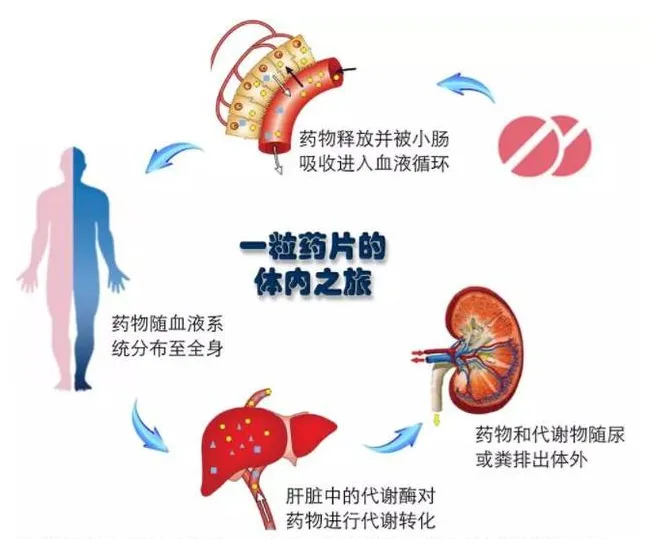 药物释放并被小肠
吸收进入血液循环
一粒药片的
体内之旅
药物随血液系
统分布至全身
肝脏中的代谢酶对
药物进行代谢转化
药物和代谢物随尿
或粪排出体外